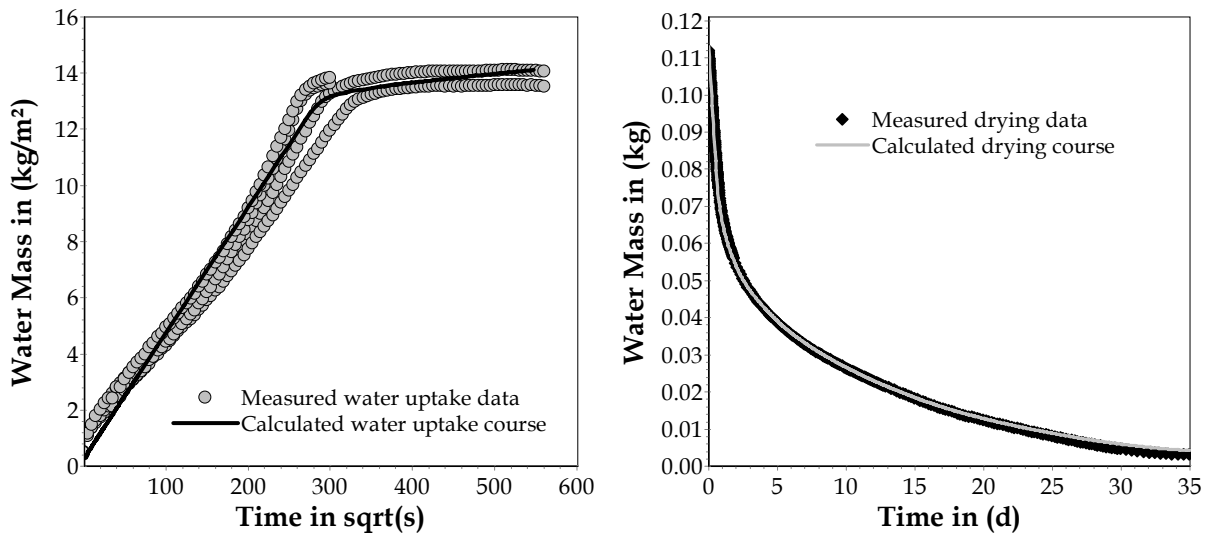 16
14
12
10
8
6
4
2
0
Water Mass in (kg/m²)
Measured water uptake data
Calculated water uptake course
100 200 300 400 500 600
Time in sqrt(s)
0.12
0.11
0.10
0.09
0.08
0.07
0.06
0.05
0.04
0.03
0.02
0.01
0.00
Water Mass in (kg)
Measured drying data
Calculated drying course
0 5 10 15 20 25 30 35
Time in (d)